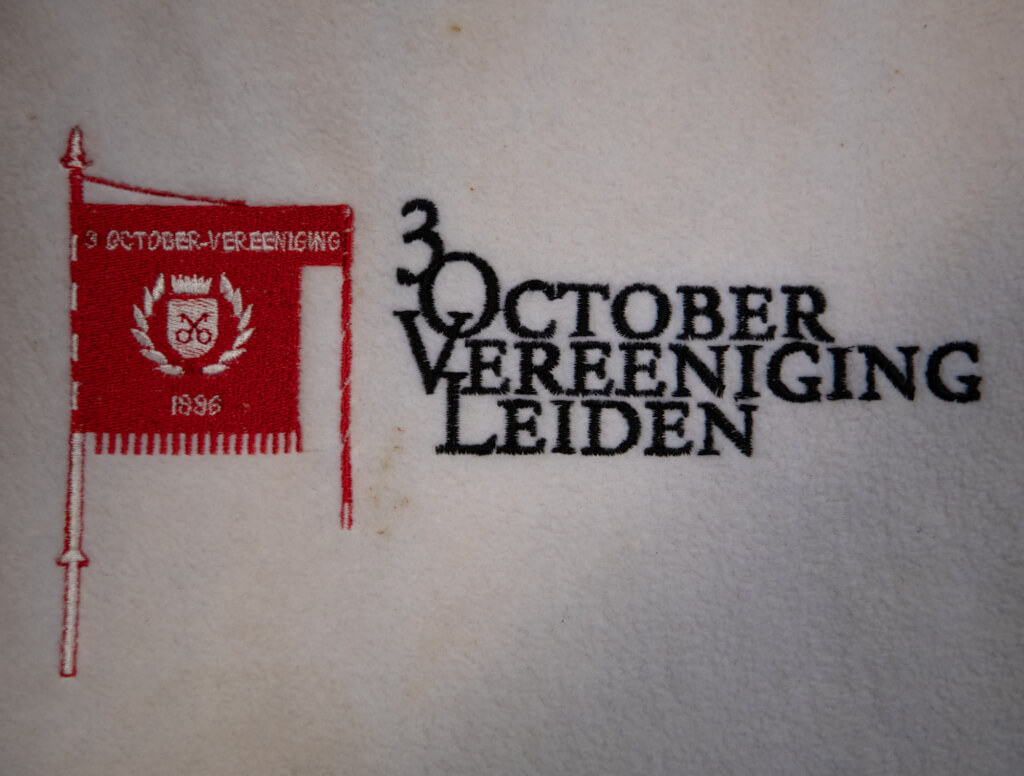 3 OCTOBER-VEREENIGING
1886
3 OCTOBER
VEREENIGING
LEIDEN